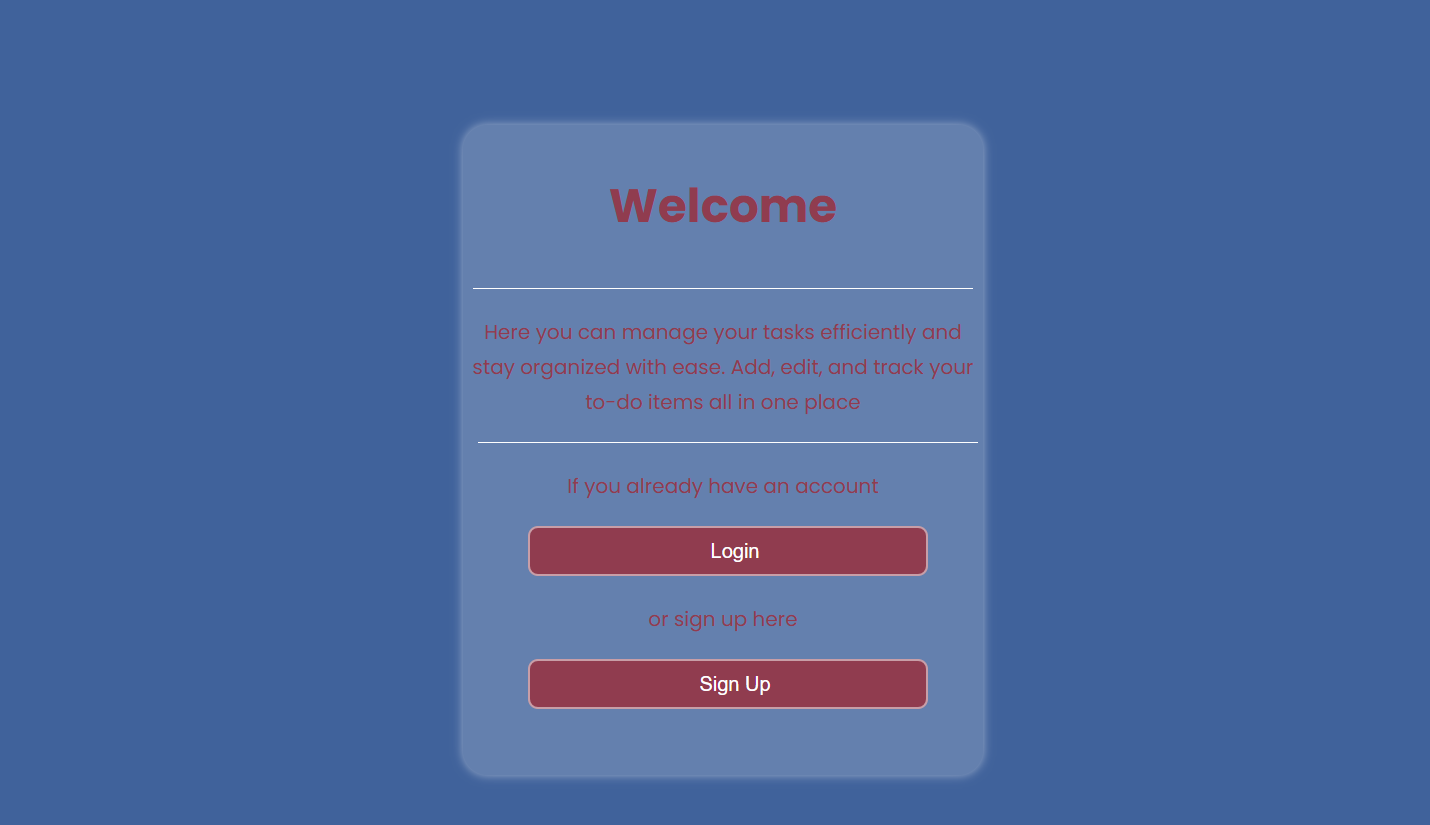 Welcome
Here you can manage your tasks efficiently and
stay organized with ease. Add, edit, and track your
to-do items all in one place
If you already have an account
Login
or sign up here
Sign Up